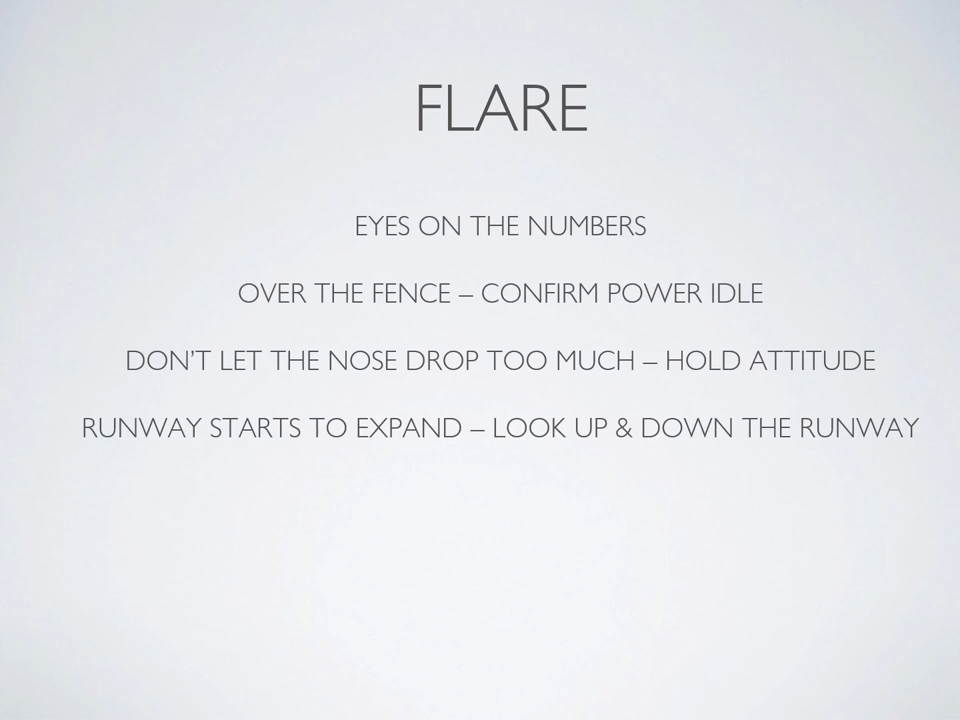 FLARE
EYES ON THE NUMBERS
OVER THE FENCE – CONFIRM POWER IDLE
DON’T LET THE NOSE DROP TOO MUCH – HOLD ATTITUDE
RUNWAY STARTS TO EXPAND – LOOK UP & DOWN THE RUNWAY